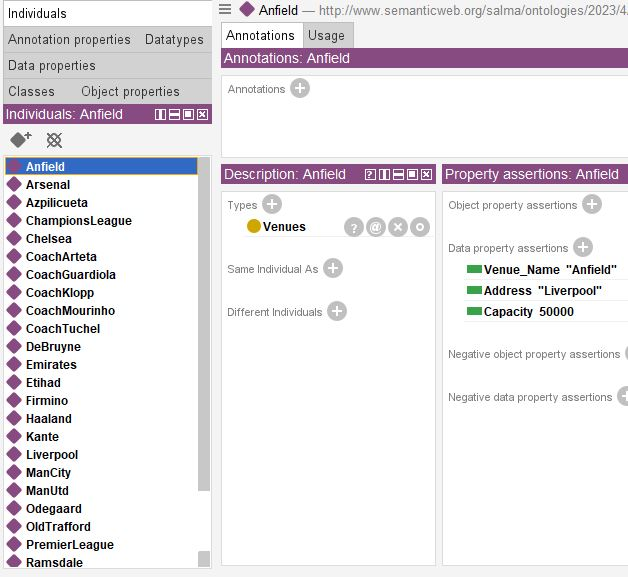 Individuals
Annotation properties Datatypes
Data properties
Classes Object properties
Individuals: Anfield
Anfield
Arsenal
Azpilicueta
ChampionsLeague
Chelsea
CoachArteta
CoachGuardiola
CoachKlopp
CoachMourinho
CoachTuchel
DeBruyne
Emirates
Etihad
Firmino
Haaland
Kante
Liverpool
ManCity
ManUtd
Odegaard
OldTrafford
PremierLeague
Ramsdale
Anfield — http://www.semanticweb.org/salma/ontologies/2023/4
Annotations Usage
Annotations: Anfield
Annotations
Description: Anfield
Types
Venues
Same Individual As
Different Individuals
Property assertions: Anfield
Object property assertions
Data property assertions
Venue_Name "Anfield"
Address "Liverpool"
Capacity 50000
Negative object property assertions
Negative data property assertions